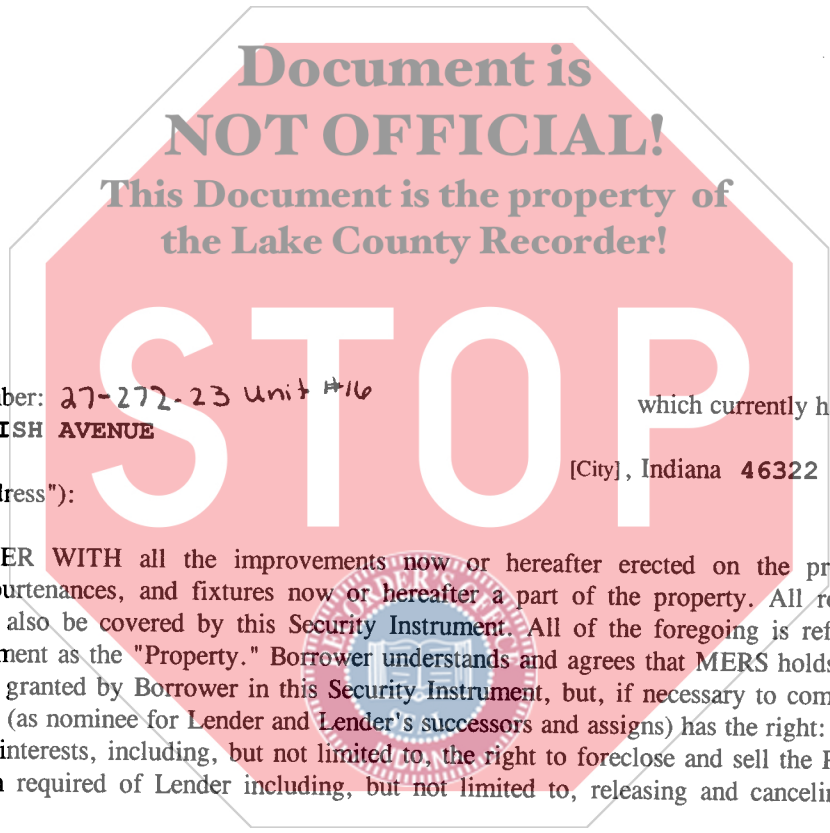 Document is
NOT OFFICIAL!
This Document is the property of
the Lake County Recorder!
STOP
ber: 27-272-23 Unit #16 which currently h
ISH AVENUE
[City], Indiana 46322
ress"):
ER WITH all the improvements now or hereafter erected on the pr
urtenances, and fixtures now or hereafter a part of the property. All re
also be covered by this Security Instrument. All of the foregoing is ref
ment as the "Property." Borrower understands and agrees that MERS holds
granted by Borrower in this Security Instrument, but, if necessary to com
(as nominee for Lender and Lender's successors and assigns) has the right:
interests, including, but not limited to, the right to foreclose and sell the P
required of Lender including, but not limited to, releasing and cancelin
RECORDER'S OFFICE